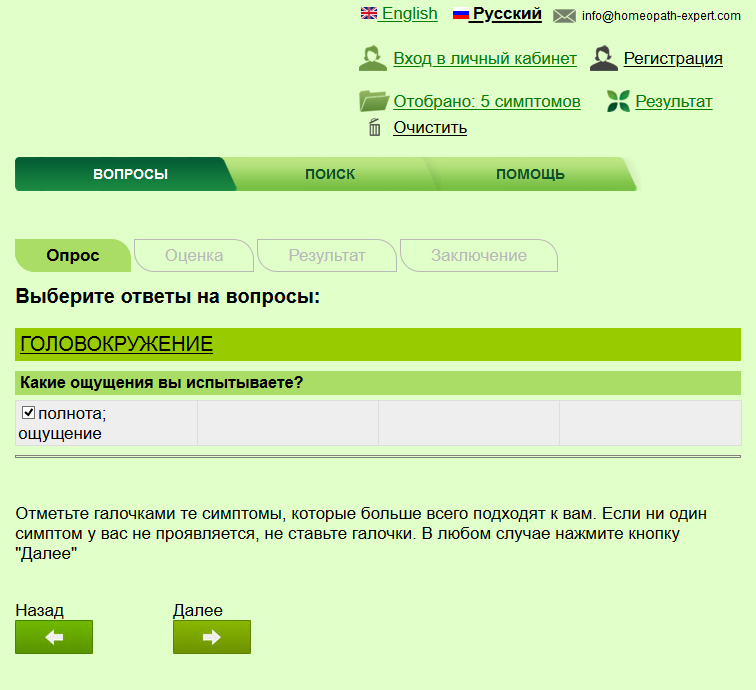 English Русский info@homeopath-expert.com
Вход в личный кабинет Регистрация
Отобрано: 5 симптомов Результат
Очистить
ВОПРОСЫ ПОИСК ПОМОЩЬ
Опрос Оценка Результат Заключение
Выберите ответы на вопросы:
ГОЛОВОКРУЖЕНИЕ
Какие ощущения вы испытываете?
полнота;
ощущение
Отметьте галочками те симптомы, которые больше всего подходят к вам. Если ни один
симптом у вас не проявляется, не ставьте галочки. В любом случае нажмите кнопку
"Далее"
Назад Далее